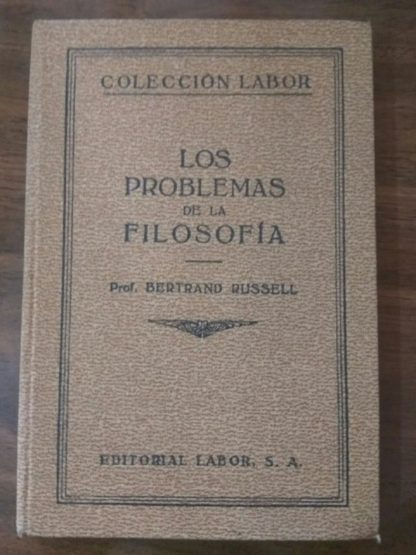 COLECCIÓN LABOR
LOS
PROBLEMAS
DE LA
FILOSOFÍA
Prof. BERTRAND RUSSELL
EDITORIAL LABOR, S. A.